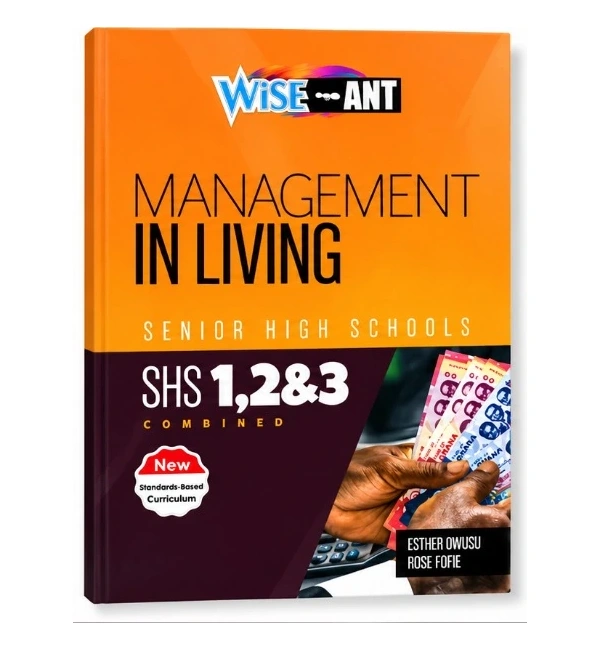 WiSE ANT
MANAGEMENT
IN LIVING
SENIOR HIGH SCHOOLS
SHS 1,2&3
COMBINED
New
Standards-Based
Curriculum
ESTHER OWUSU
ROSE FOFIE